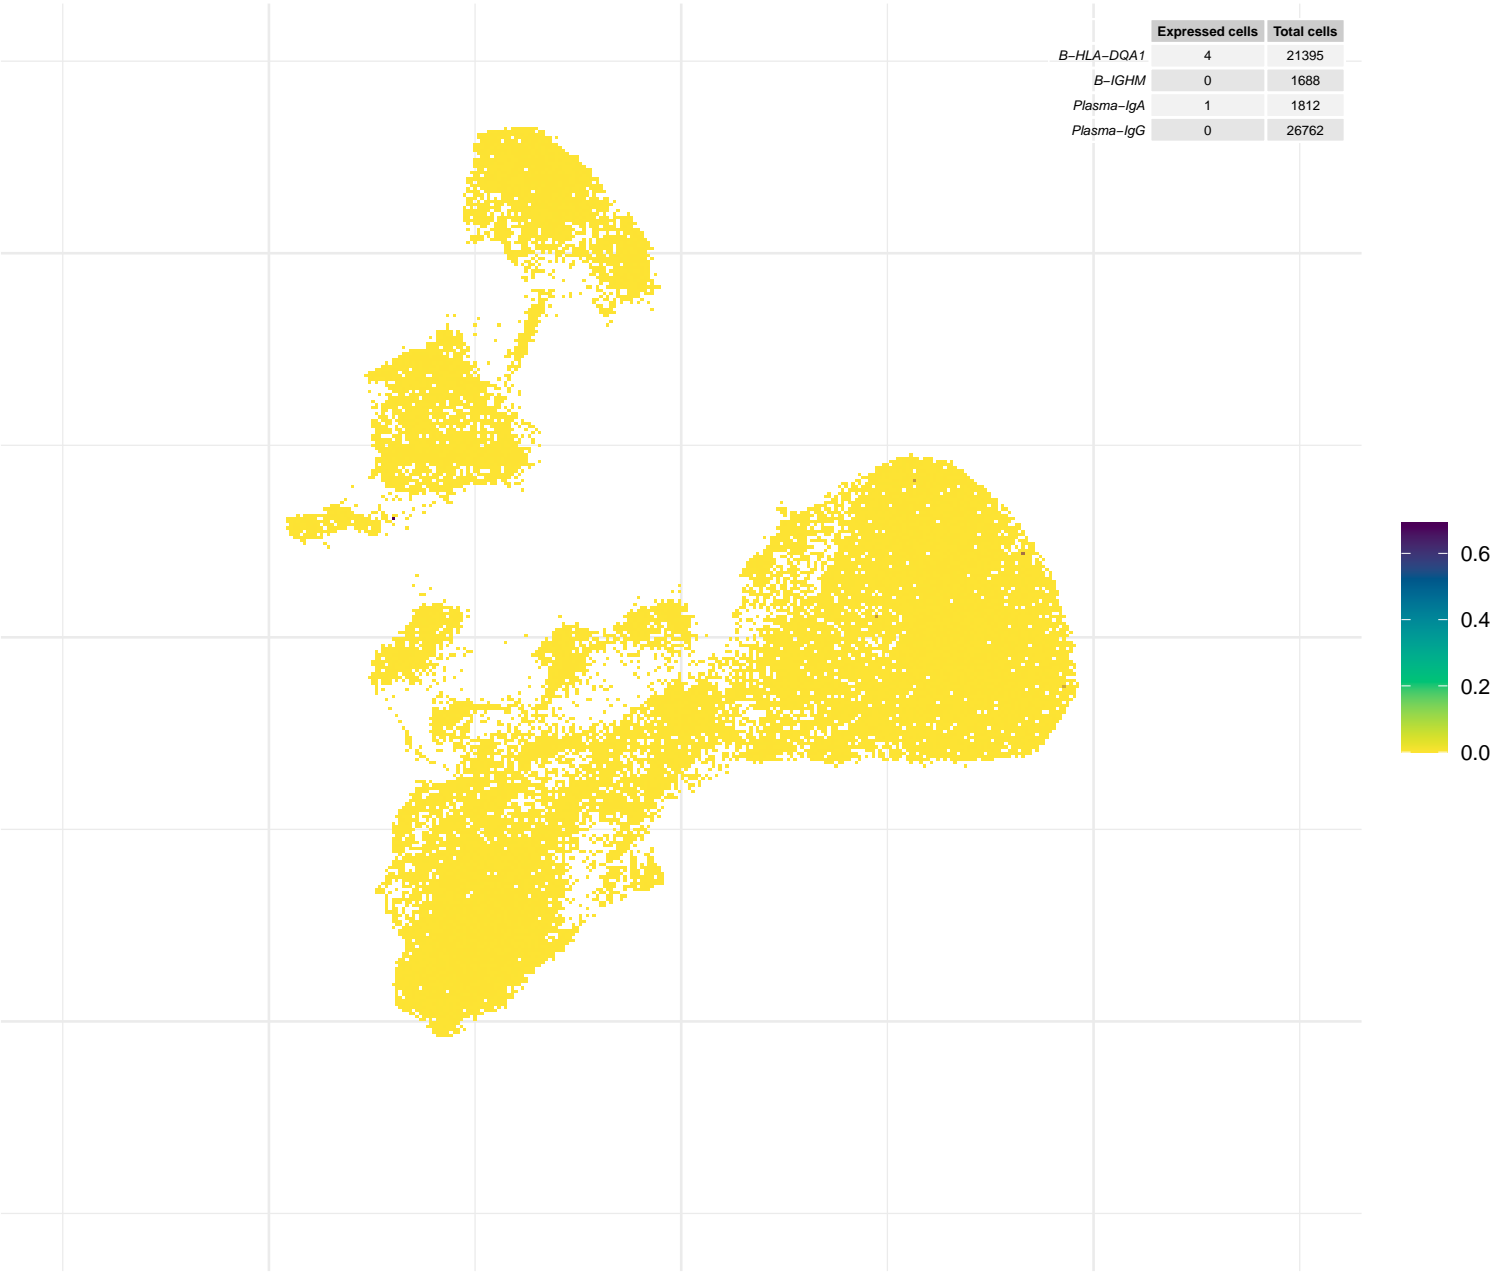 Expressed cells Total cells
B−HLA−DQA1 4 21395
B−IGHM 0 1688
Plasma−IgA 1 1812
Plasma−IgG 0 26762
0.6
0.4
0.2
0.0